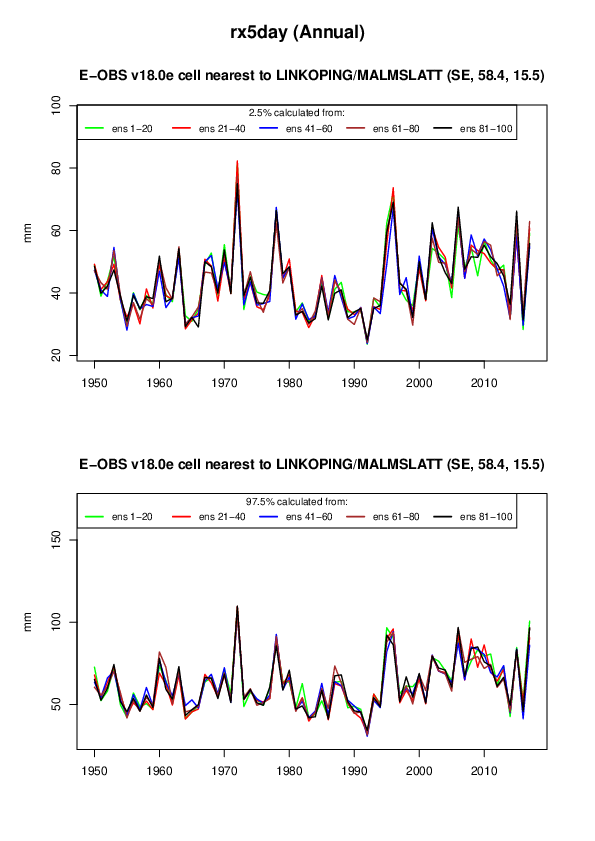 rx5day (Annual)
E−OBS v18.0e cell nearest to LINKOPING/MALMSLATT (SE, 58.4, 15.5)
2.5% calculated from:
ens 1−20 ens 21−40 ens 41−60 ens 61−80 ens 81−100
100
80
60
40
20
mm
1950 1960 1970 1980 1990 2000 2010
E−OBS v18.0e cell nearest to LINKOPING/MALMSLATT (SE, 58.4, 15.5)
97.5% calculated from:
ens 1−20 ens 21−40 ens 41−60 ens 61−80 ens 81−100
150
100
50
mm
1950 1960 1970 1980 1990 2000 2010